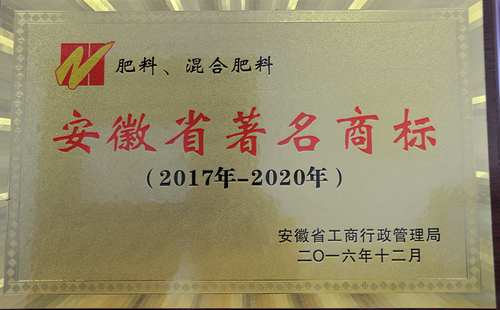 肥料、混合肥料
安徽省著名商标
(2017年-2020年)
安徽省工商行政管理局
二〇一六年十二月